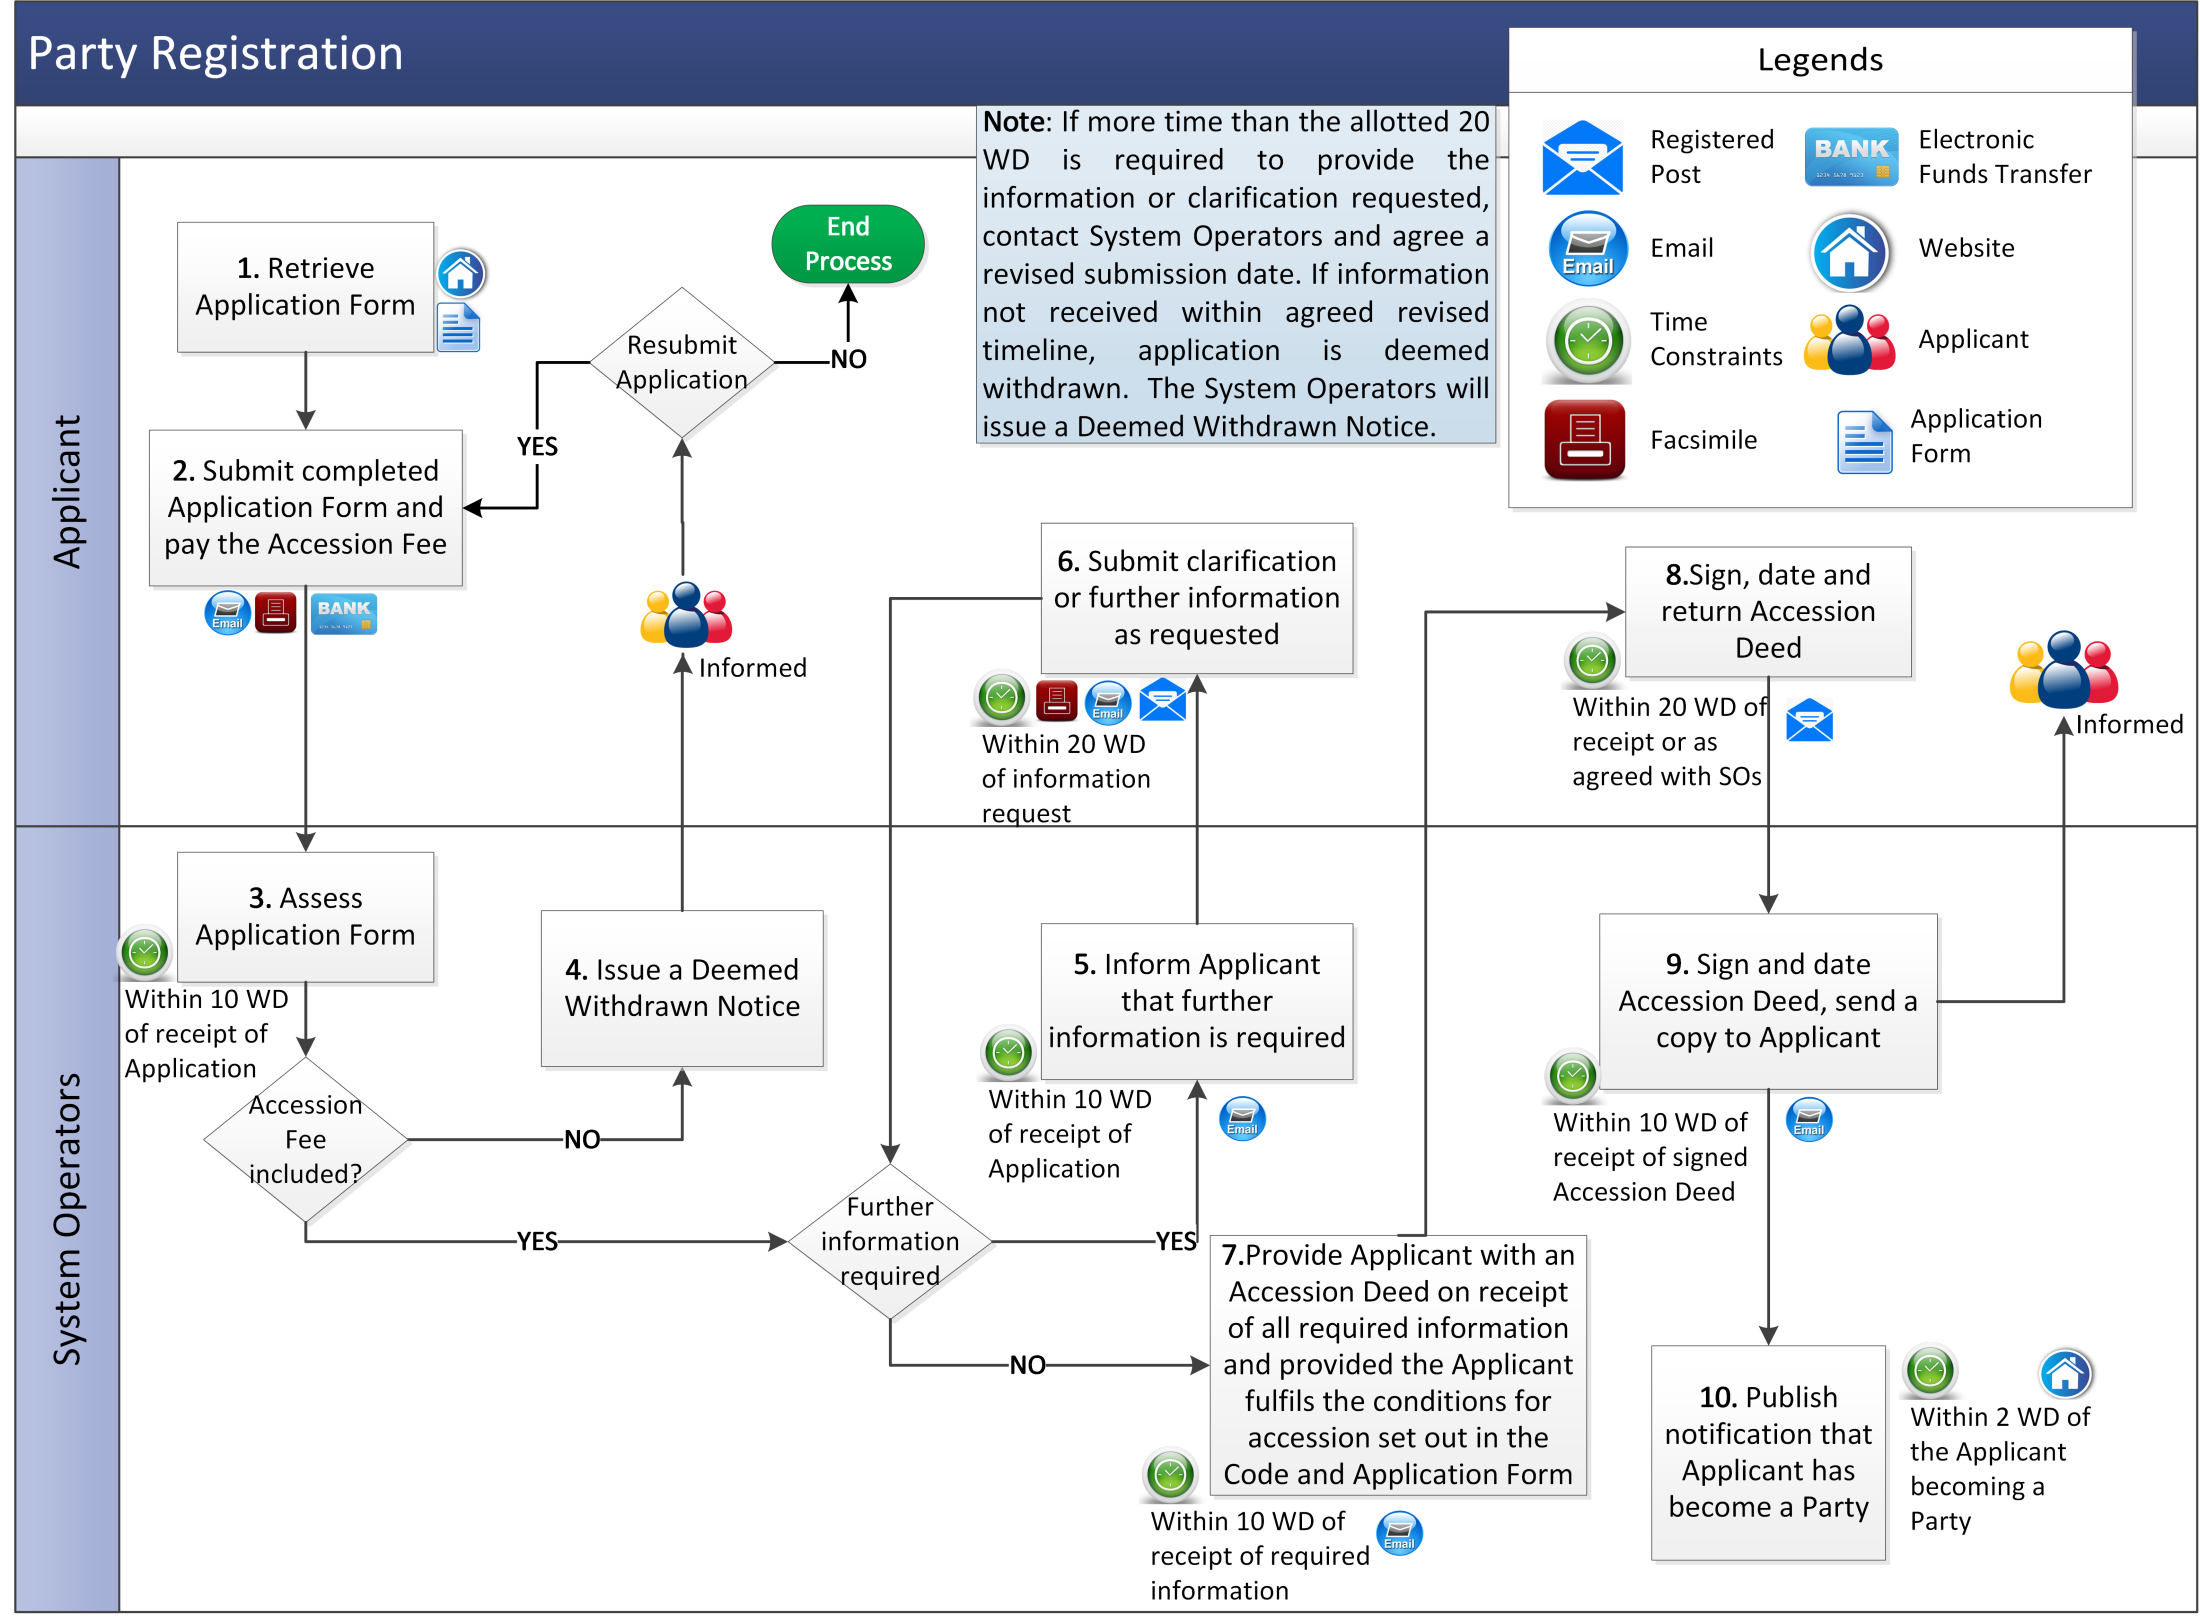 Party Registration
Legends
Registered
Post
BANK
1234 5678 9123
Electronic
Funds Transfer
Email
Email
Website
Time
Constraints
Applicant
Facsimile
Application
Form
Note: If more time than the allotted 20
WD is required to provide the
information or clarification requested,
contact System Operators and agree a
revised submission date. If information
not received within agreed revised
timeline, application is deemed
withdrawn. The System Operators will
issue a Deemed Withdrawn Notice.
Applicant
1. Retrieve
Application Form
End
Process
Resubmit
Application
NO
YES
2. Submit completed
Application Form and
pay the Accession Fee
Email
BANK
Informed
6. Submit clarification
or further information
as requested
Email
Within 20 WD
of information
request
8.Sign, date and
return Accession
Deed
Within 20 WD of
receipt or as
agreed with SOs
Informed
System Operators
3. Assess
Application Form
Within 10 WD
of receipt of
Application
Accession
Fee
included?
NO
YES
4. Issue a Deemed
Withdrawn Notice
5. Inform Applicant
that further
information is required
Within 10 WD
of receipt of
Application
Email
Further
information
required
YES
NO
7.Provide Applicant with an
Accession Deed on receipt
of all required information
and provided the Applicant
fulfils the conditions for
accession set out in the
Code and Application Form
Within 10 WD of
receipt of required
information
Email
9. Sign and date
Accession Deed, send a
copy to Applicant
Within 10 WD of
receipt of signed
Accession Deed
Email
10. Publish
notification that
Applicant has
become a Party
Within 2 WD of
the Applicant
becoming a
Party